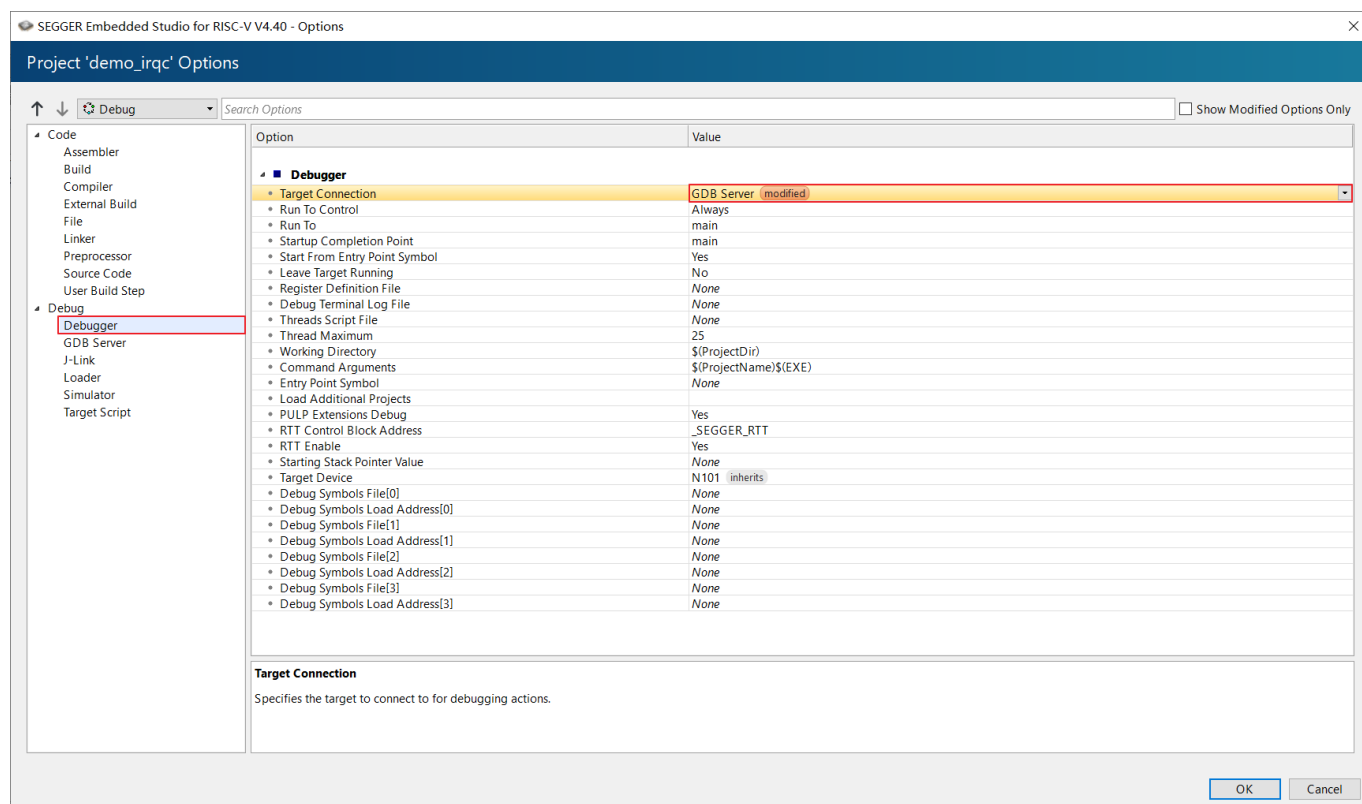 SEGGER Embedded Studio for RISC-V V4.40 - Options
Project 'demo_irqc' Options
Debug
Search Options
Show Modified Options Only
Code
Assembler
Build
Compiler
External Build
File
Linker
Preprocessor
Source Code
User Build Step
Debug
Debugger
GDB Server
J-Link
Loader
Simulator
Target Script
Option Value
Debugger
Target Connection GDB Server modified
Run To Control Always
Run To main
Startup Completion Point main
Start From Entry Point Symbol Yes
Leave Target Running No
Register Definition File None
Debug Terminal Log File None
Threads Script File None
Thread Maximum 25
Working Directory $(ProjectDir)
Command Arguments $(ProjectName)$(EXE)
Entry Point Symbol None
Load Additional Projects
PULP Extensions Debug Yes
RTT Control Block Address _SEGGER_RTT
RTT Enable Yes
Starting Stack Pointer Value None
Target Device N101 inherits
Debug Symbols File[0] None
Debug Symbols Load Address[0] None
Debug Symbols File[1] None
Debug Symbols Load Address[1] None
Debug Symbols File[2] None
Debug Symbols Load Address[2] None
Debug Symbols File[3] None
Debug Symbols Load Address[3] None
Target Connection
Specifies the target to connect to for debugging actions.
OK Cancel